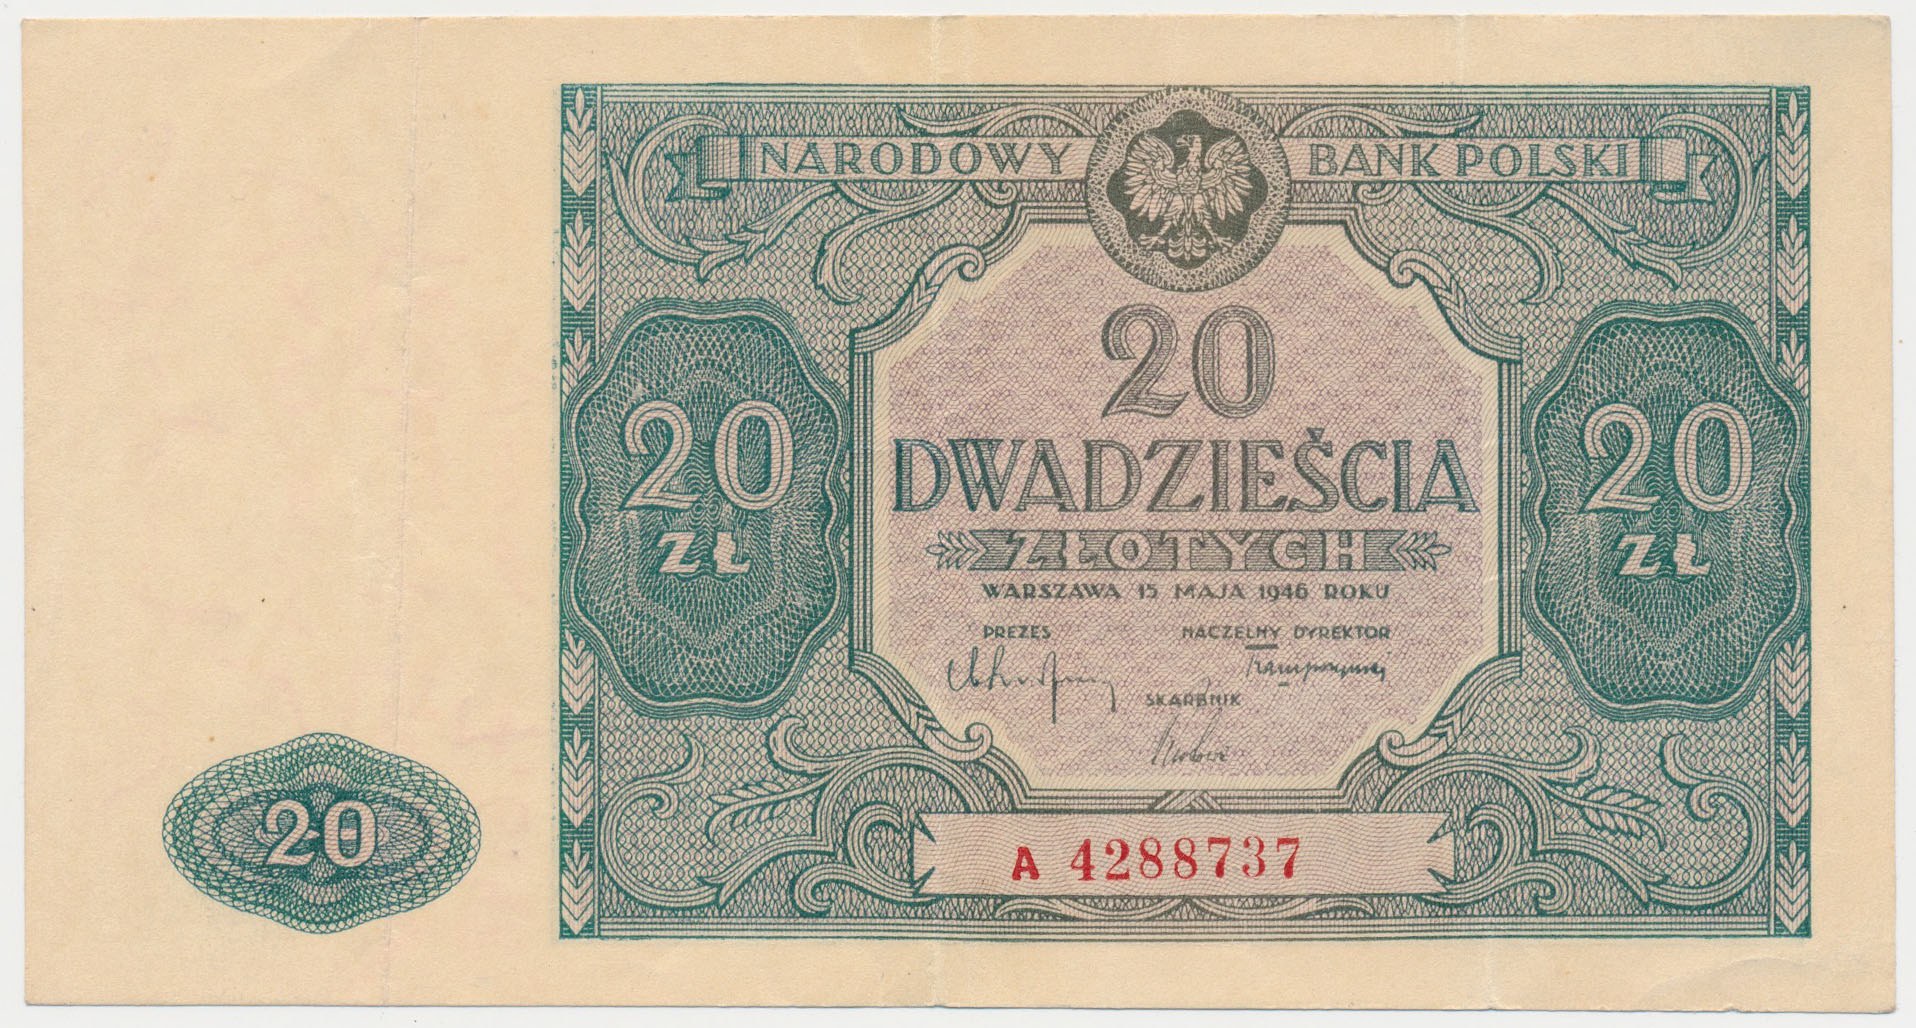 NARODOWY BANK POLSKI
20
DWADZIEŚCIA
ZŁOTYCH
WARSZAWA 15 MAJA 1946 ROKU
PREZES NACZELNY DYREKTOR
SKARBNIK
20 zł
20 zł
20
A 4288737